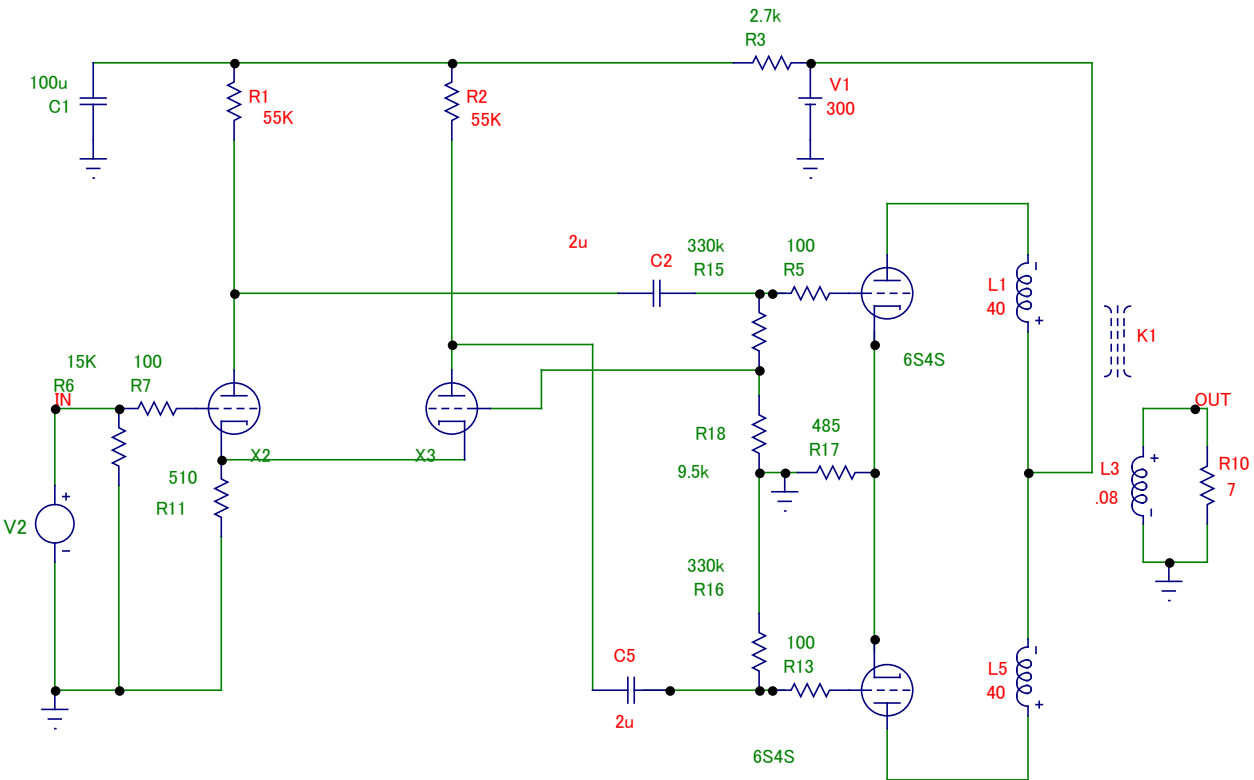 2.7k
R3
100u
C1
R1
55K
R2
55K
V1
300
2u
C2
330k
R15
100
R5
L1
40
K1
6S4S
15K
R6
IN
100
R7
X2
X3
510
R11
V2
R18
9.5k
485
R17
OUT
L3
.08
R10
7
330k
R16
C5
2u
100
R13
L5
40
6S4S